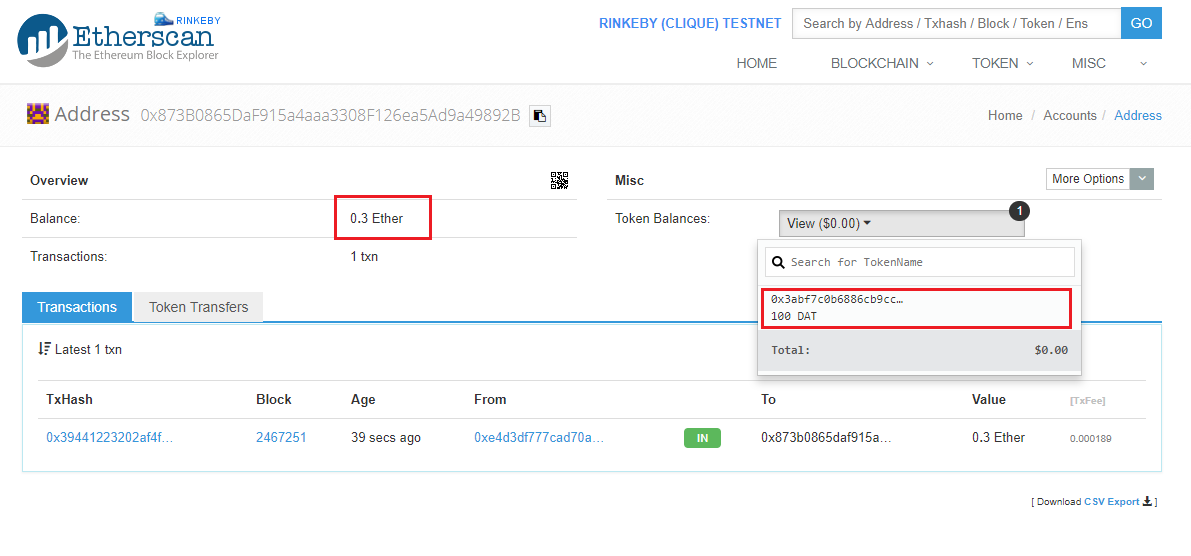 RINKEBY
Etherscan
The Ethereum Block Explorer
RINKEBY (CLIQUE) TESTNET
Search by Address / Txhash / Block / Token / Ens
GO
HOME BLOCKCHAIN TOKEN MISC
Address 0x873B0865DaF915a4aaa3308F126ea5Ad9a49892B
Home / Accounts / Address
Overview
Balance: 0.3 Ether
Transactions: 1 txn
Misc
More Options
Token Balances: View ($0.00)
1
Search for TokenName
0x3abf7c0b6886cb9cc…
100 DAT
Total: $0.00
Transactions Token Transfers
Latest 1 txn
TxHash Block Age From To Value [TxFee]
0x39441223202af4f… 2467251 39 secs ago 0xe4d3df777cad70a… IN 0x873b0865daf915a… 0.3 Ether 0.000189
[ Download CSV Export ]